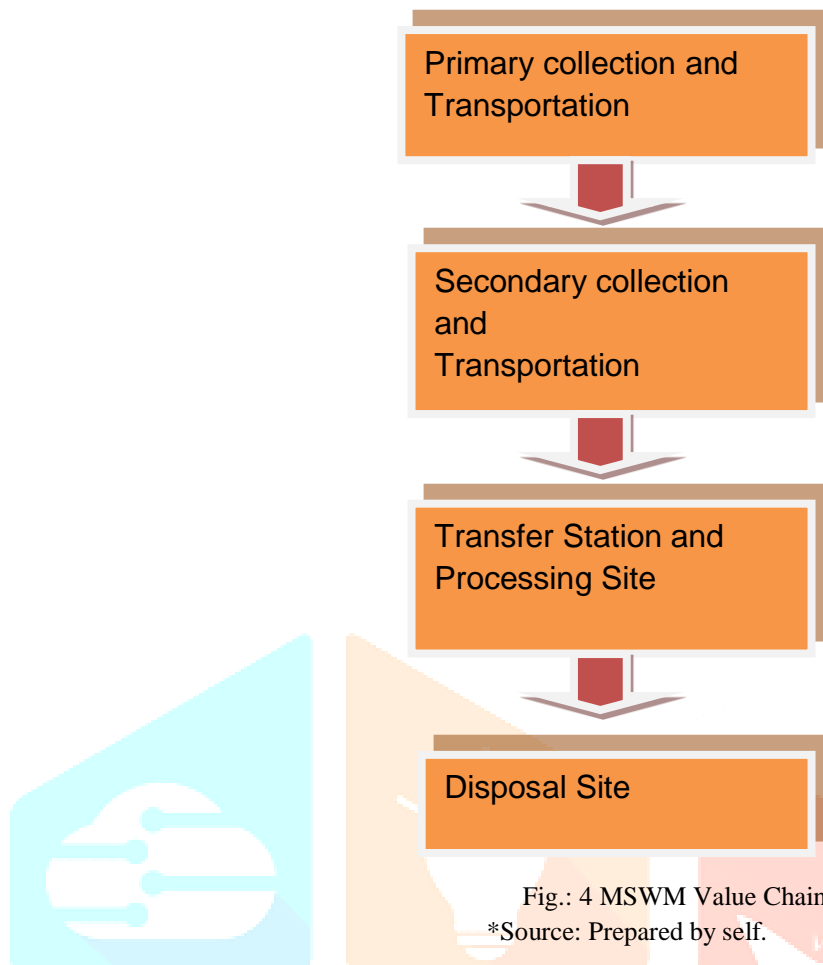 Primary collection and
Transportation
Secondary collection
and
Transportation
Transfer Station and
Processing Site
Disposal Site
Fig.: 4 MSWM Value Chain
*Source: Prepared by self.